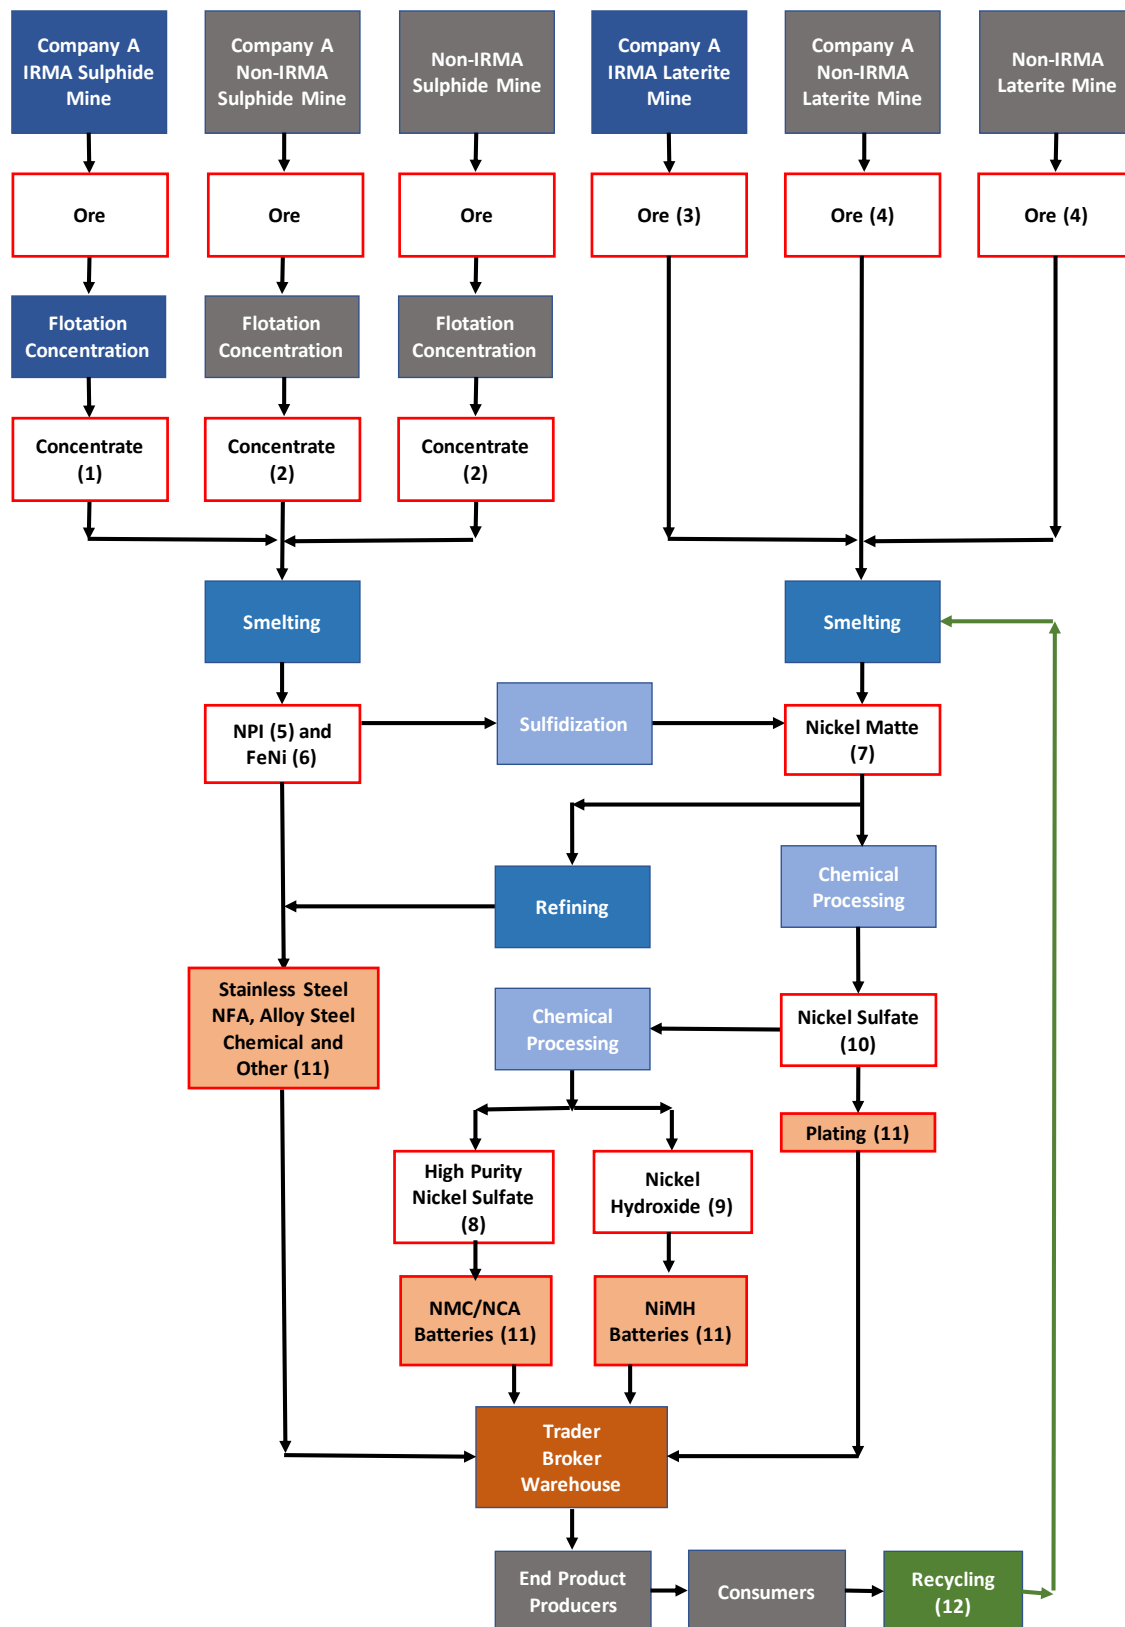 Company A
IRMA Sulphide
Mine
Company A
Non-IRMA
Sulphide Mine
Non-IRMA
Sulphide Mine
Company A
IRMA Laterite
Mine
Company A
Non-IRMA
Laterite Mine
Non-IRMA
Laterite Mine
Ore
Ore
Ore
Ore (3)
Ore (4)
Ore (4)
Flotation
Concentration
Flotation
Concentration
Flotation
Concentration
Concentrate
(1)
Concentrate
(2)
Concentrate
(2)
Smelting
Smelting
NPI (5) and
FeNi (6)
Sulfidization
Nickel Matte
(7)
Refining
Chemical
Processing
Stainless Steel
NFA, Alloy Steel
Chemical and
Other (11)
Chemical
Processing
Nickel Sulfate
(10)
Plating (11)
High Purity
Nickel Sulfate
(8)
Nickel
Hydroxide (9)
NMC/NCA
Batteries (11)
NiMH
Batteries (11)
Trader
Broker
Warehouse
End Product
Producers
Consumers
Recycling
(12)